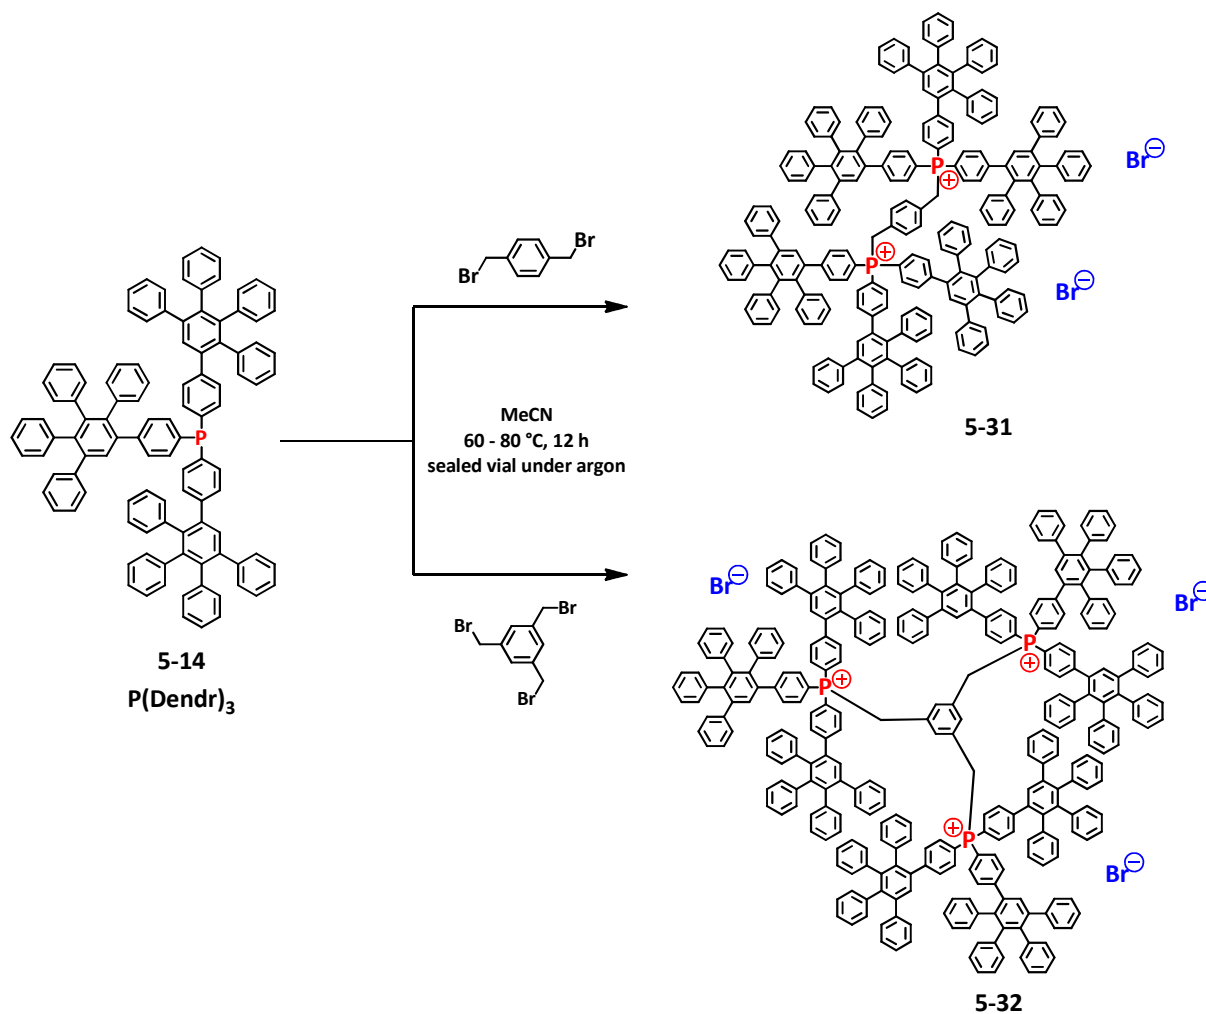 Br⊖
Br
Br
Br⊖
MeCN
60 - 80 °C, 12 h
sealed vial under argon
P
P
⊕
P
⊕
5-31
5-14
P(Dendr)₃
Br
Br
Br
Br⊖
Br⊖
Br⊖
P
⊕
P
⊕
P
⊕
5-32